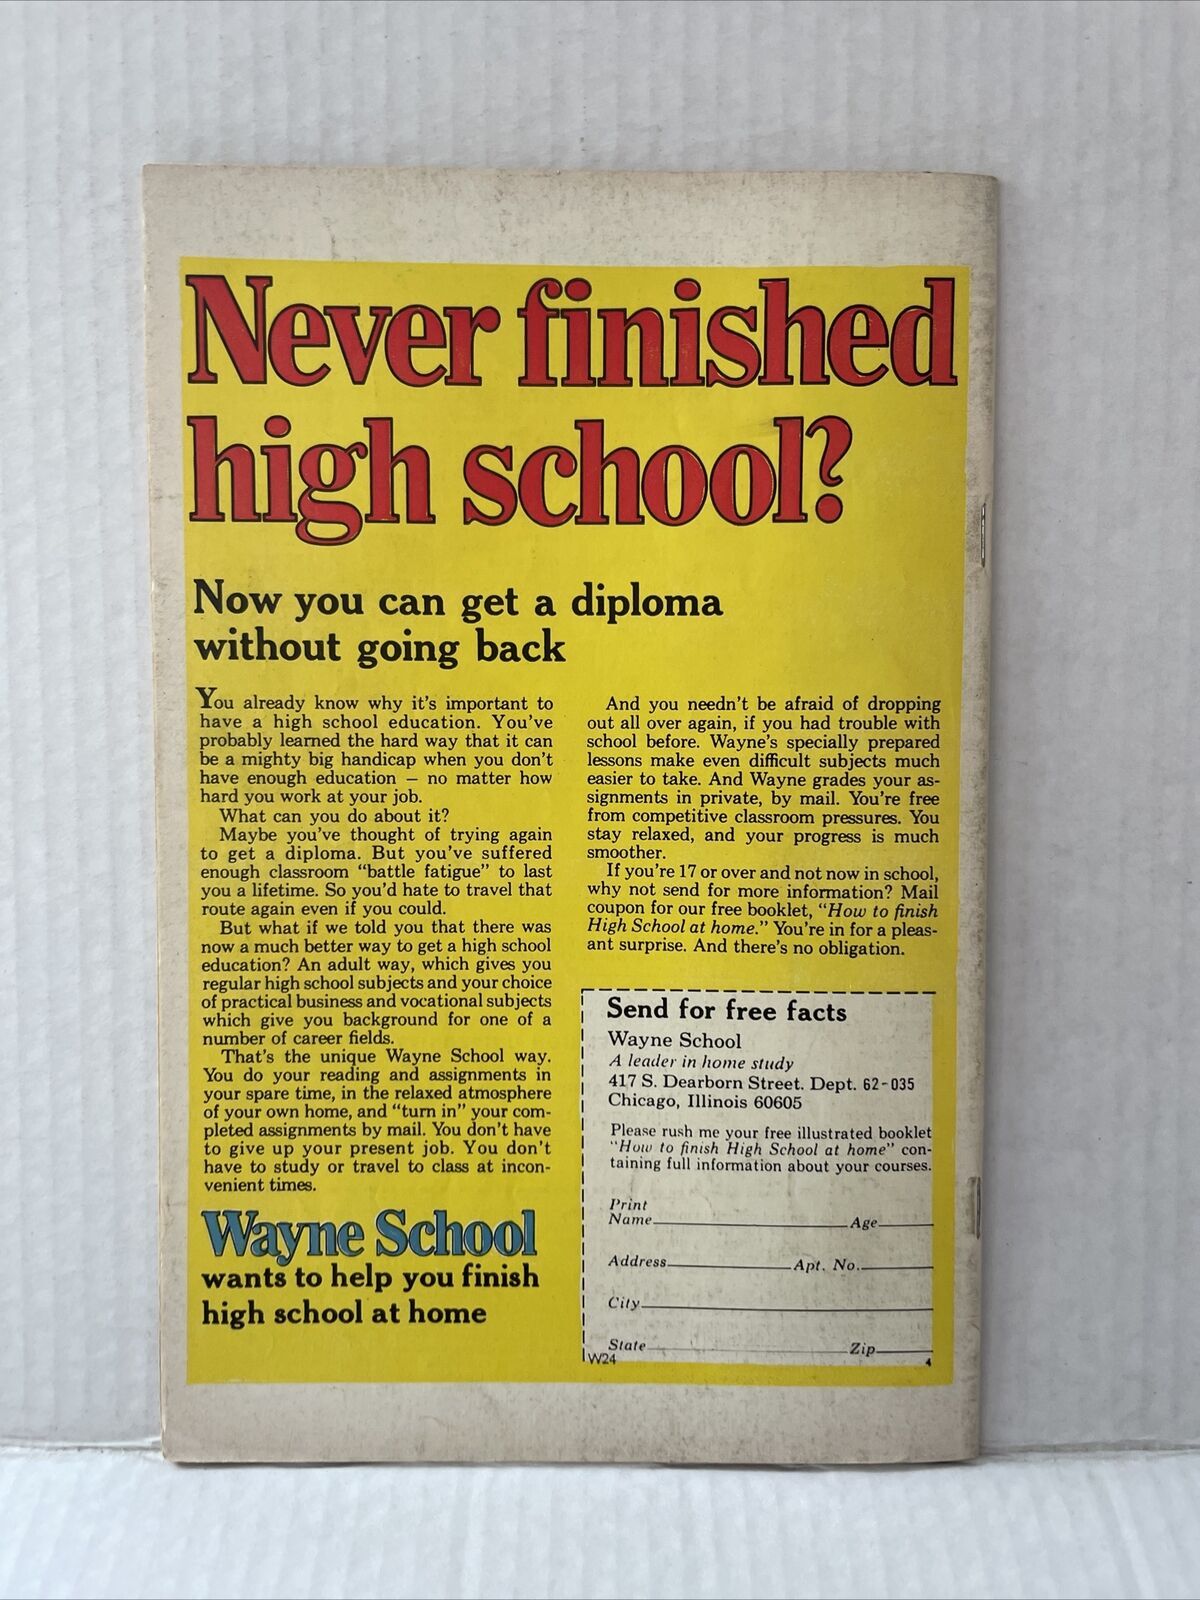 Never finished
high school?
Now you can get a diploma
without going back
You already know why it's important to
have a high school education. You've
probably learned the hard way that it can
be a mighty big handicap when you don't
have enough education – no matter how
hard you work at your job.
What can you do about it?
Maybe you've thought of trying again
to get a diploma. But you've suffered
enough classroom "battle fatigue" to last
you a lifetime. So you'd hate to travel that
route again even if you could.
But what if we told you that there was
now a much better way to get a high school
education? An adult way, which gives you
regular high school subjects and your choice
of practical business and vocational subjects
which give you background for one of a
number of career fields.
That's the unique Wayne School way.
You do your reading and assignments in
your spare time, in the relaxed atmosphere
of your own home, and "turn in" your com-
pleted assignments by mail. You don't have
to give up your present job. You don't
have to study or travel to class at incon-
venient times.
Wayne School
wants to help you finish
high school at home
And you needn't be afraid of dropping
out all over again, if you had trouble with
school before. Wayne's specially prepared
lessons make even difficult subjects much
easier to take. And Wayne grades your as-
signments in private, by mail. You're free
from competitive classroom pressures. You
stay relaxed, and your progress is much
smoother.
If you're 17 or over and not now in school,
why not send for more information? Mail
coupon for our free booklet, "How to finish
High School at home." You're in for a pleas-
ant surprise. And there's no obligation.
Send for free facts
Wayne School
A leader in home study
417 S. Dearborn Street. Dept. 62-035
Chicago, Illinois 60605
Please rush me your free illustrated booklet
"How to finish High School at home" con-
taining full information about your courses.
Print
Name Age
Address Apt. No.
City
State Zip
W24 4